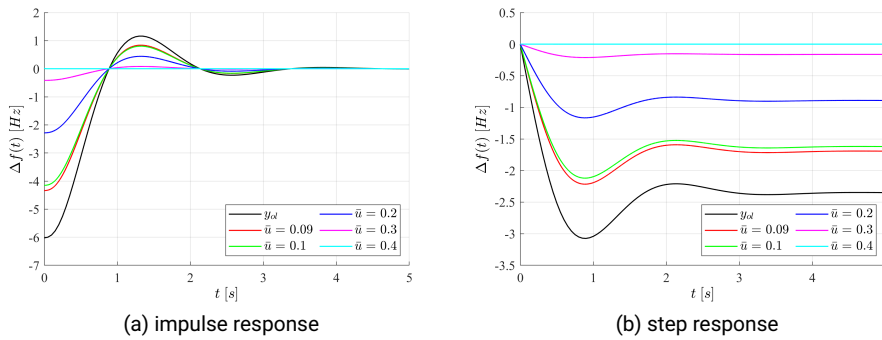 2
1
0
-1
-2
-3
-4
-5
-6
-7
Δf(t) [Hz]
y_ol
ū = 0.09
ū = 0.1
ū = 0.2
ū = 0.3
ū = 0.4
0 1 2 3 4 5
t [s]
(a) impulse response
0
-0.5
-1
-1.5
-2
-2.5
-3
-3.5
Δf(t) [Hz]
y_ol
ū = 0.09
ū = 0.1
ū = 0.2
ū = 0.3
ū = 0.4
0 1 2 3 4
t [s]
(b) step response